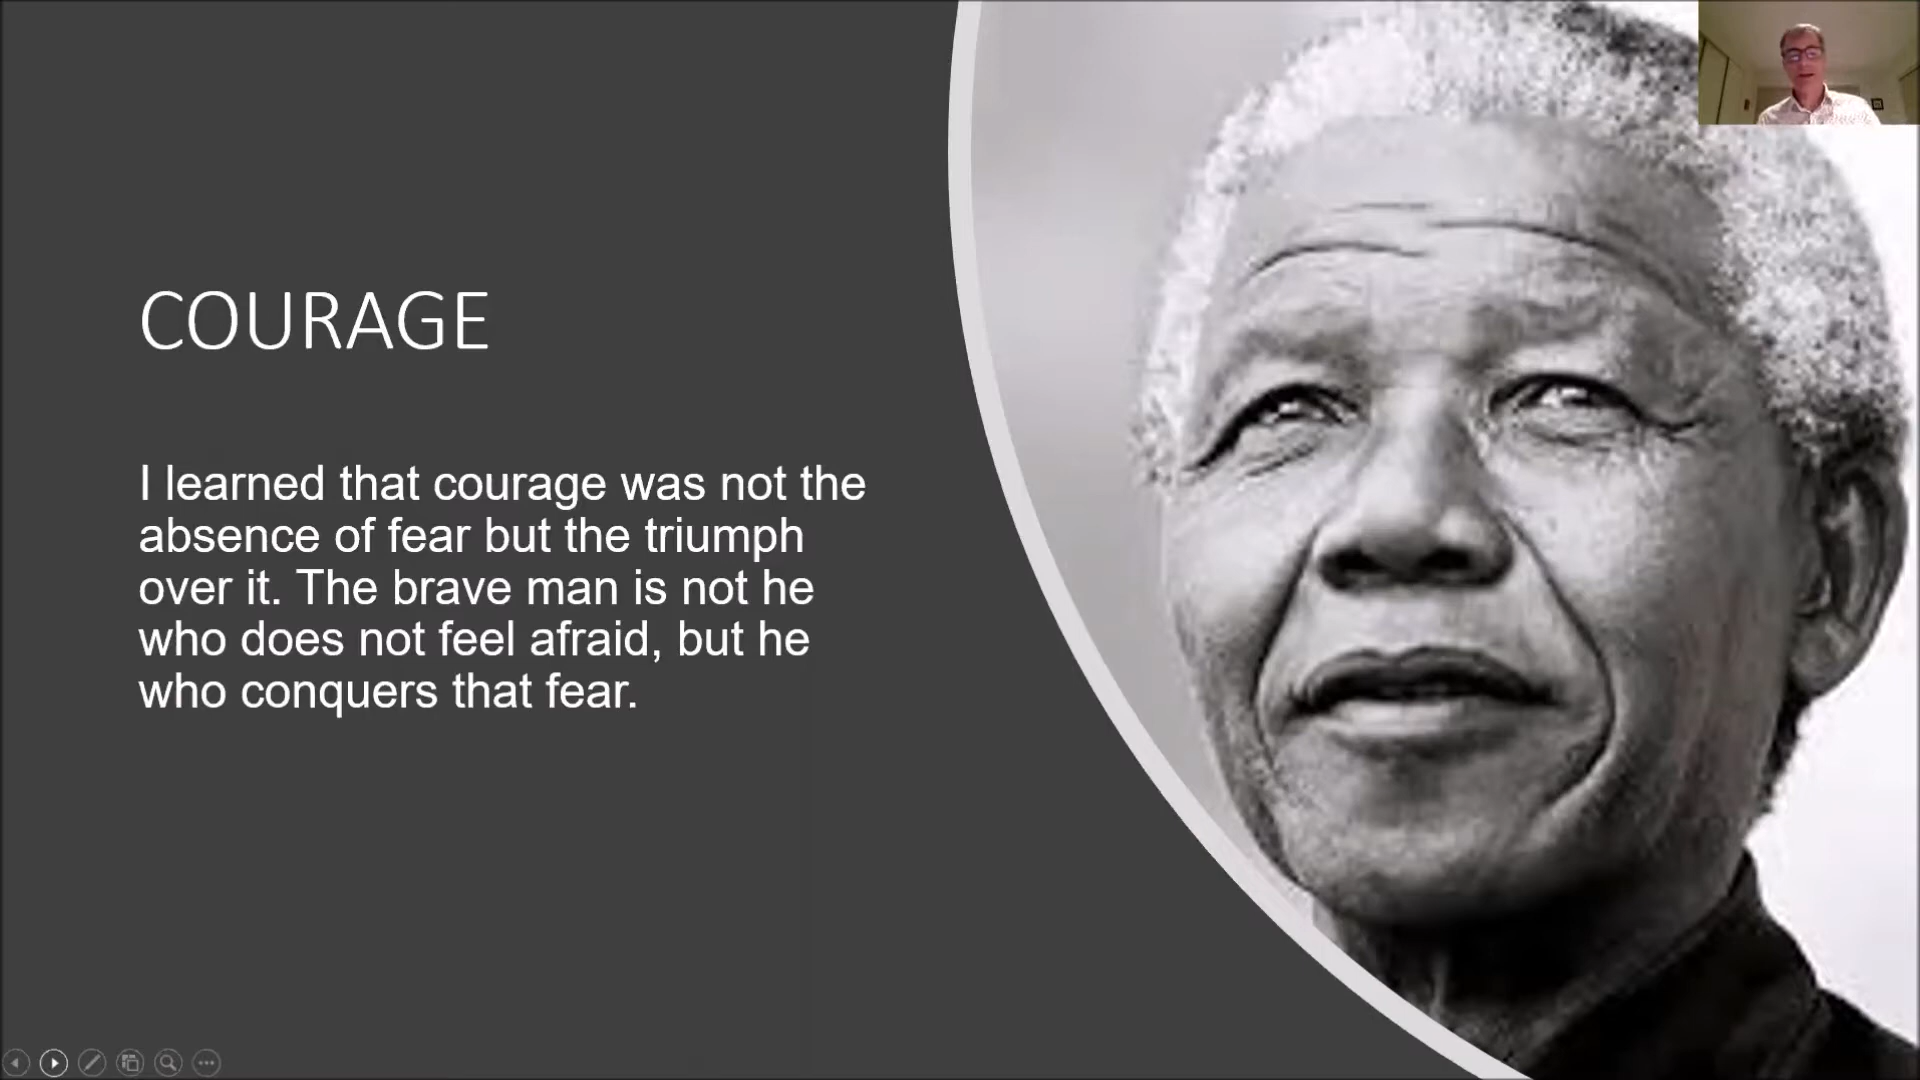 COURAGE
I learned that courage was not the
absence of fear but the triumph
over it. The brave man is not he
who does not feel afraid, but he
who conquers that fear.